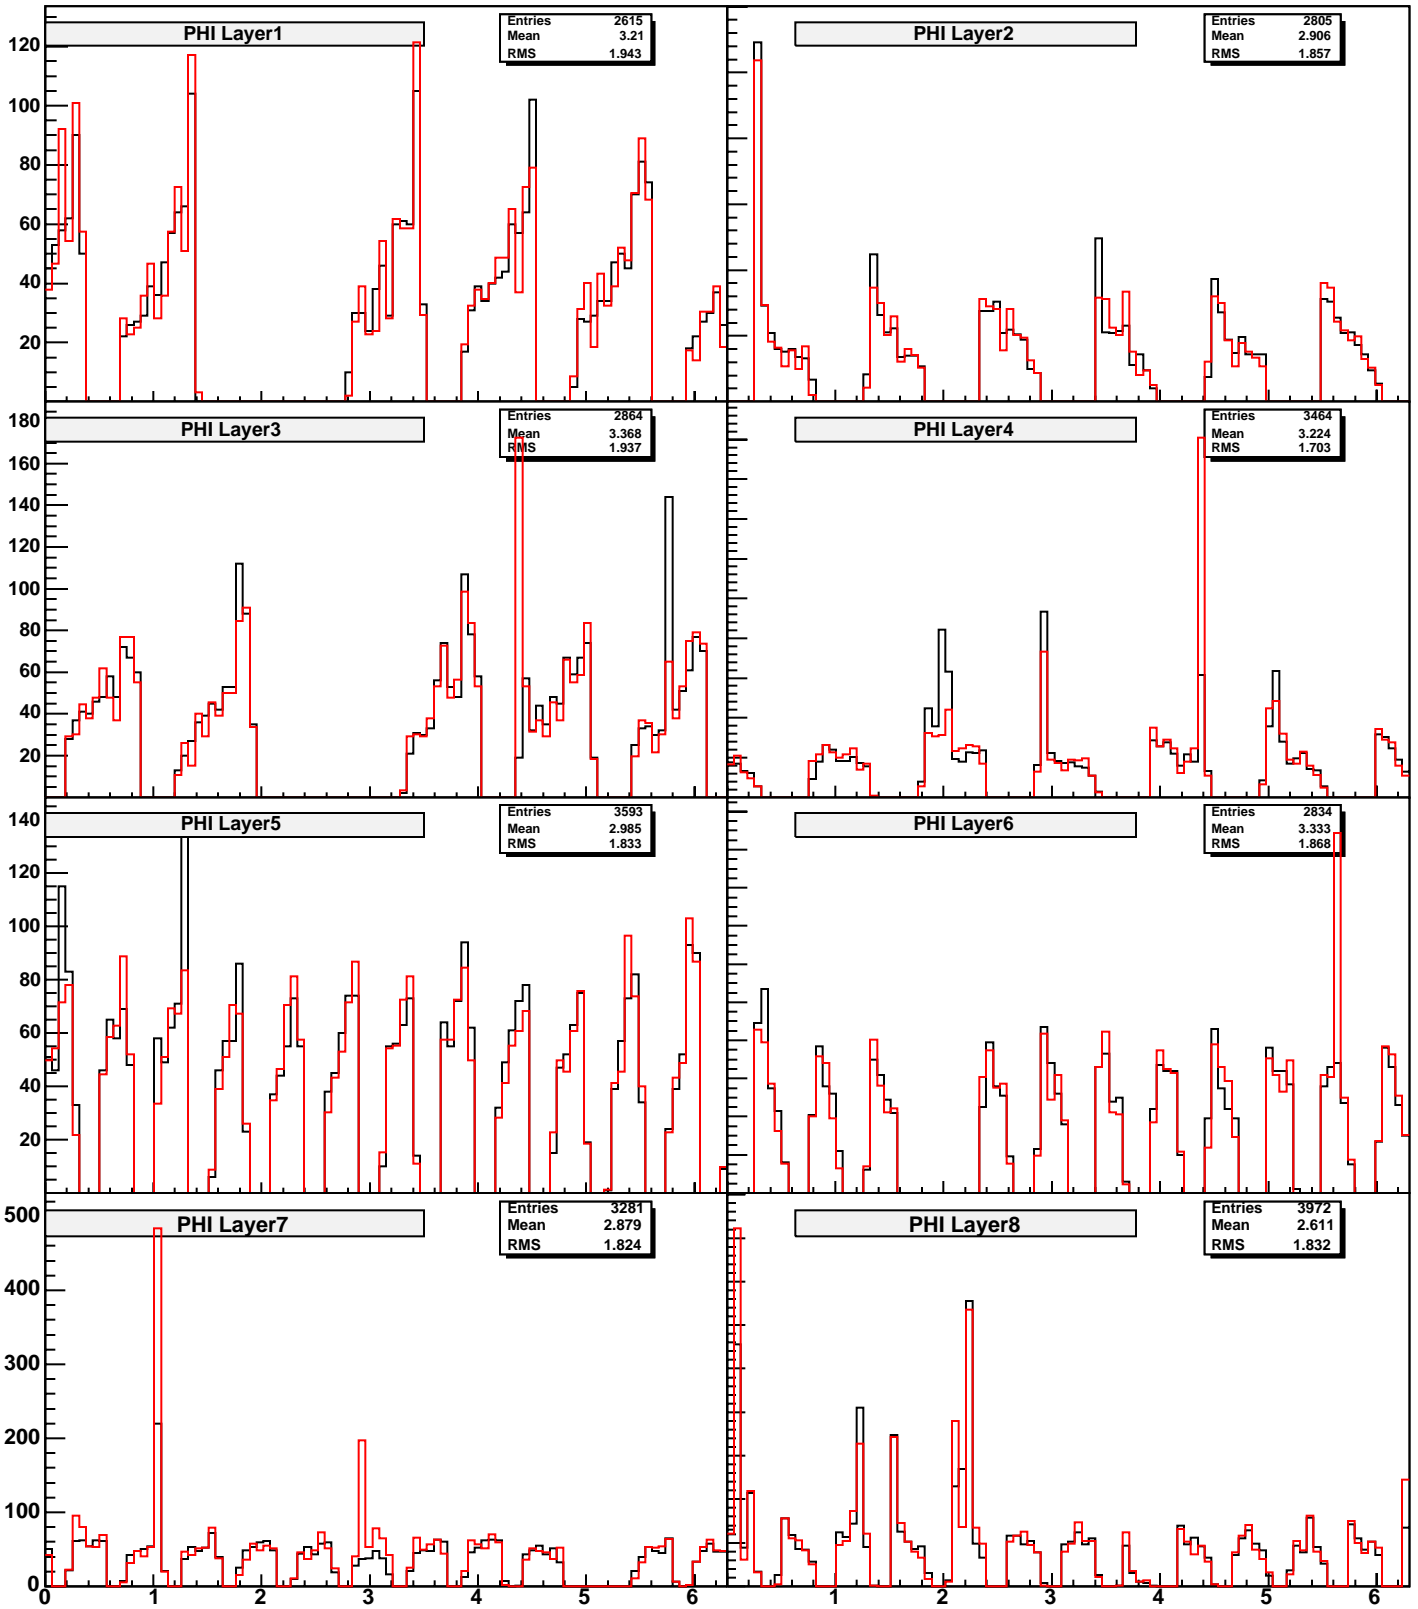 PHI Layer1
Entries 2615
Mean 3.21
RMS 1.943
120
100
80
60
40
20
PHI Layer2
Entries 2805
Mean 2.906
RMS 1.857
PHI Layer3
Entries 2864
Mean 3.368
RMS 1.937
180
160
140
120
100
80
60
40
20
PHI Layer4
Entries 3464
Mean 3.224
RMS 1.703
PHI Layer5
Entries 3593
Mean 2.985
RMS 1.833
140
120
100
80
60
40
20
PHI Layer6
Entries 2834
Mean 3.333
RMS 1.868
PHI Layer7
Entries 3281
Mean 2.879
RMS 1.824
500
400
300
200
100
0
0 1 2 3 4 5 6
PHI Layer8
Entries 3972
Mean 2.611
RMS 1.832
1 2 3 4 5 6